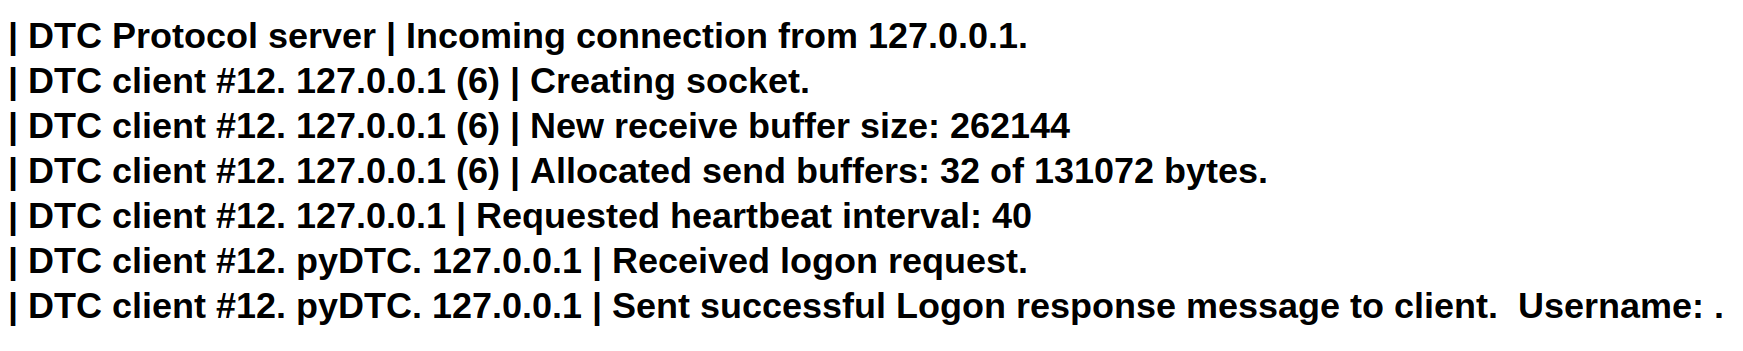 | DTC Protocol server | Incoming connection from 127.0.0.1.
| DTC client #12. 127.0.0.1 (6) | Creating socket.
| DTC client #12. 127.0.0.1 (6) | New receive buffer size: 262144
| DTC client #12. 127.0.0.1 (6) | Allocated send buffers: 32 of 131072 bytes.
| DTC client #12. 127.0.0.1 | Requested heartbeat interval: 40
| DTC client #12. pyDTC. 127.0.0.1 | Received logon request.
| DTC client #12. pyDTC. 127.0.0.1 | Sent successful Logon response message to client.  Username: .